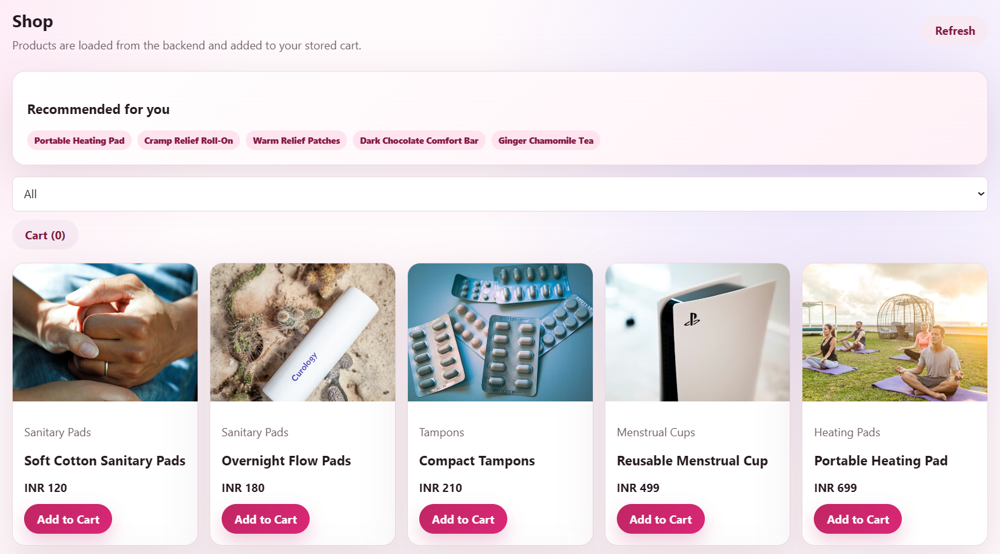 Shop
Refresh
Products are loaded from the backend and added to your stored cart.
Recommended for you
Portable Heating Pad
Cramp Relief Roll-On
Warm Relief Patches
Dark Chocolate Comfort Bar
Ginger Chamomile Tea
All
Cart (0)
Curology
Sanitary Pads
Soft Cotton Sanitary Pads
INR 120
Add to Cart
Sanitary Pads
Overnight Flow Pads
INR 180
Add to Cart
Tampons
Compact Tampons
INR 210
Add to Cart
Menstrual Cups
Reusable Menstrual Cup
INR 499
Add to Cart
Heating Pads
Portable Heating Pad
INR 699
Add to Cart